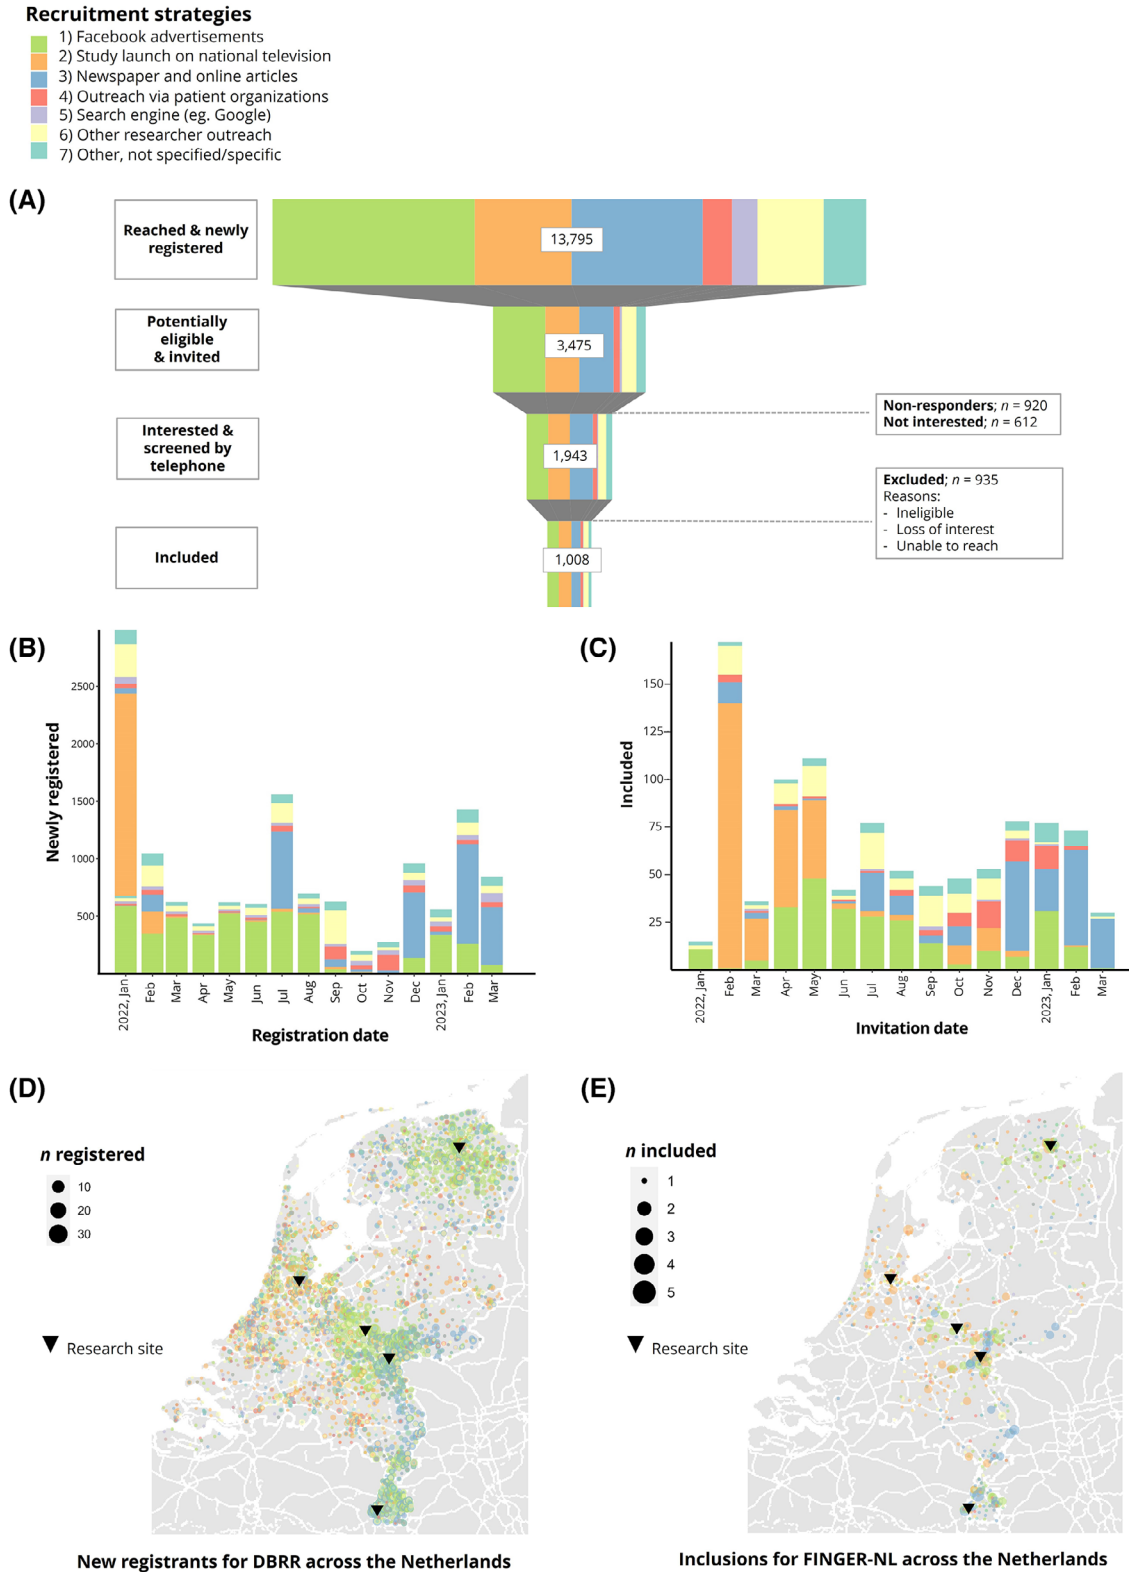 Recruitment strategies
1) Facebook advertisements
2) Study launch on national television
3) Newspaper and online articles
4) Outreach via patient organizations
5) Search engine (eg. Google)
6) Other researcher outreach
7) Other, not specified/specific
(A)
Reached & newly
registered
13,795
Potentially
eligible
& invited
3,475
Non-responders; n = 920
Not interested; n = 612
Interested &
screened by
telephone
1,943
Excluded; n = 935
Reasons:
- Ineligible
- Loss of interest
- Unable to reach
Included
1,008
(B)
Newly registered
2500
2000
1500
1000
500
2022, Jan
Feb
Mar
Apr
May
Jun
Jul
Aug
Sep
Oct
Nov
Dec
2023, Jan
Feb
Mar
Registration date
(C)
Included
150
125
100
75
50
25
2022, Jan
Feb
Mar
Apr
May
Jun
Jul
Aug
Sep
Oct
Nov
Dec
2023, Jan
Feb
Mar
Invitation date
(D)
n registered
10
20
30
Research site
New registrants for DBRR across the Netherlands
(E)
n included
1
2
3
4
5
Research site
Inclusions for FINGER-NL across the Netherlands